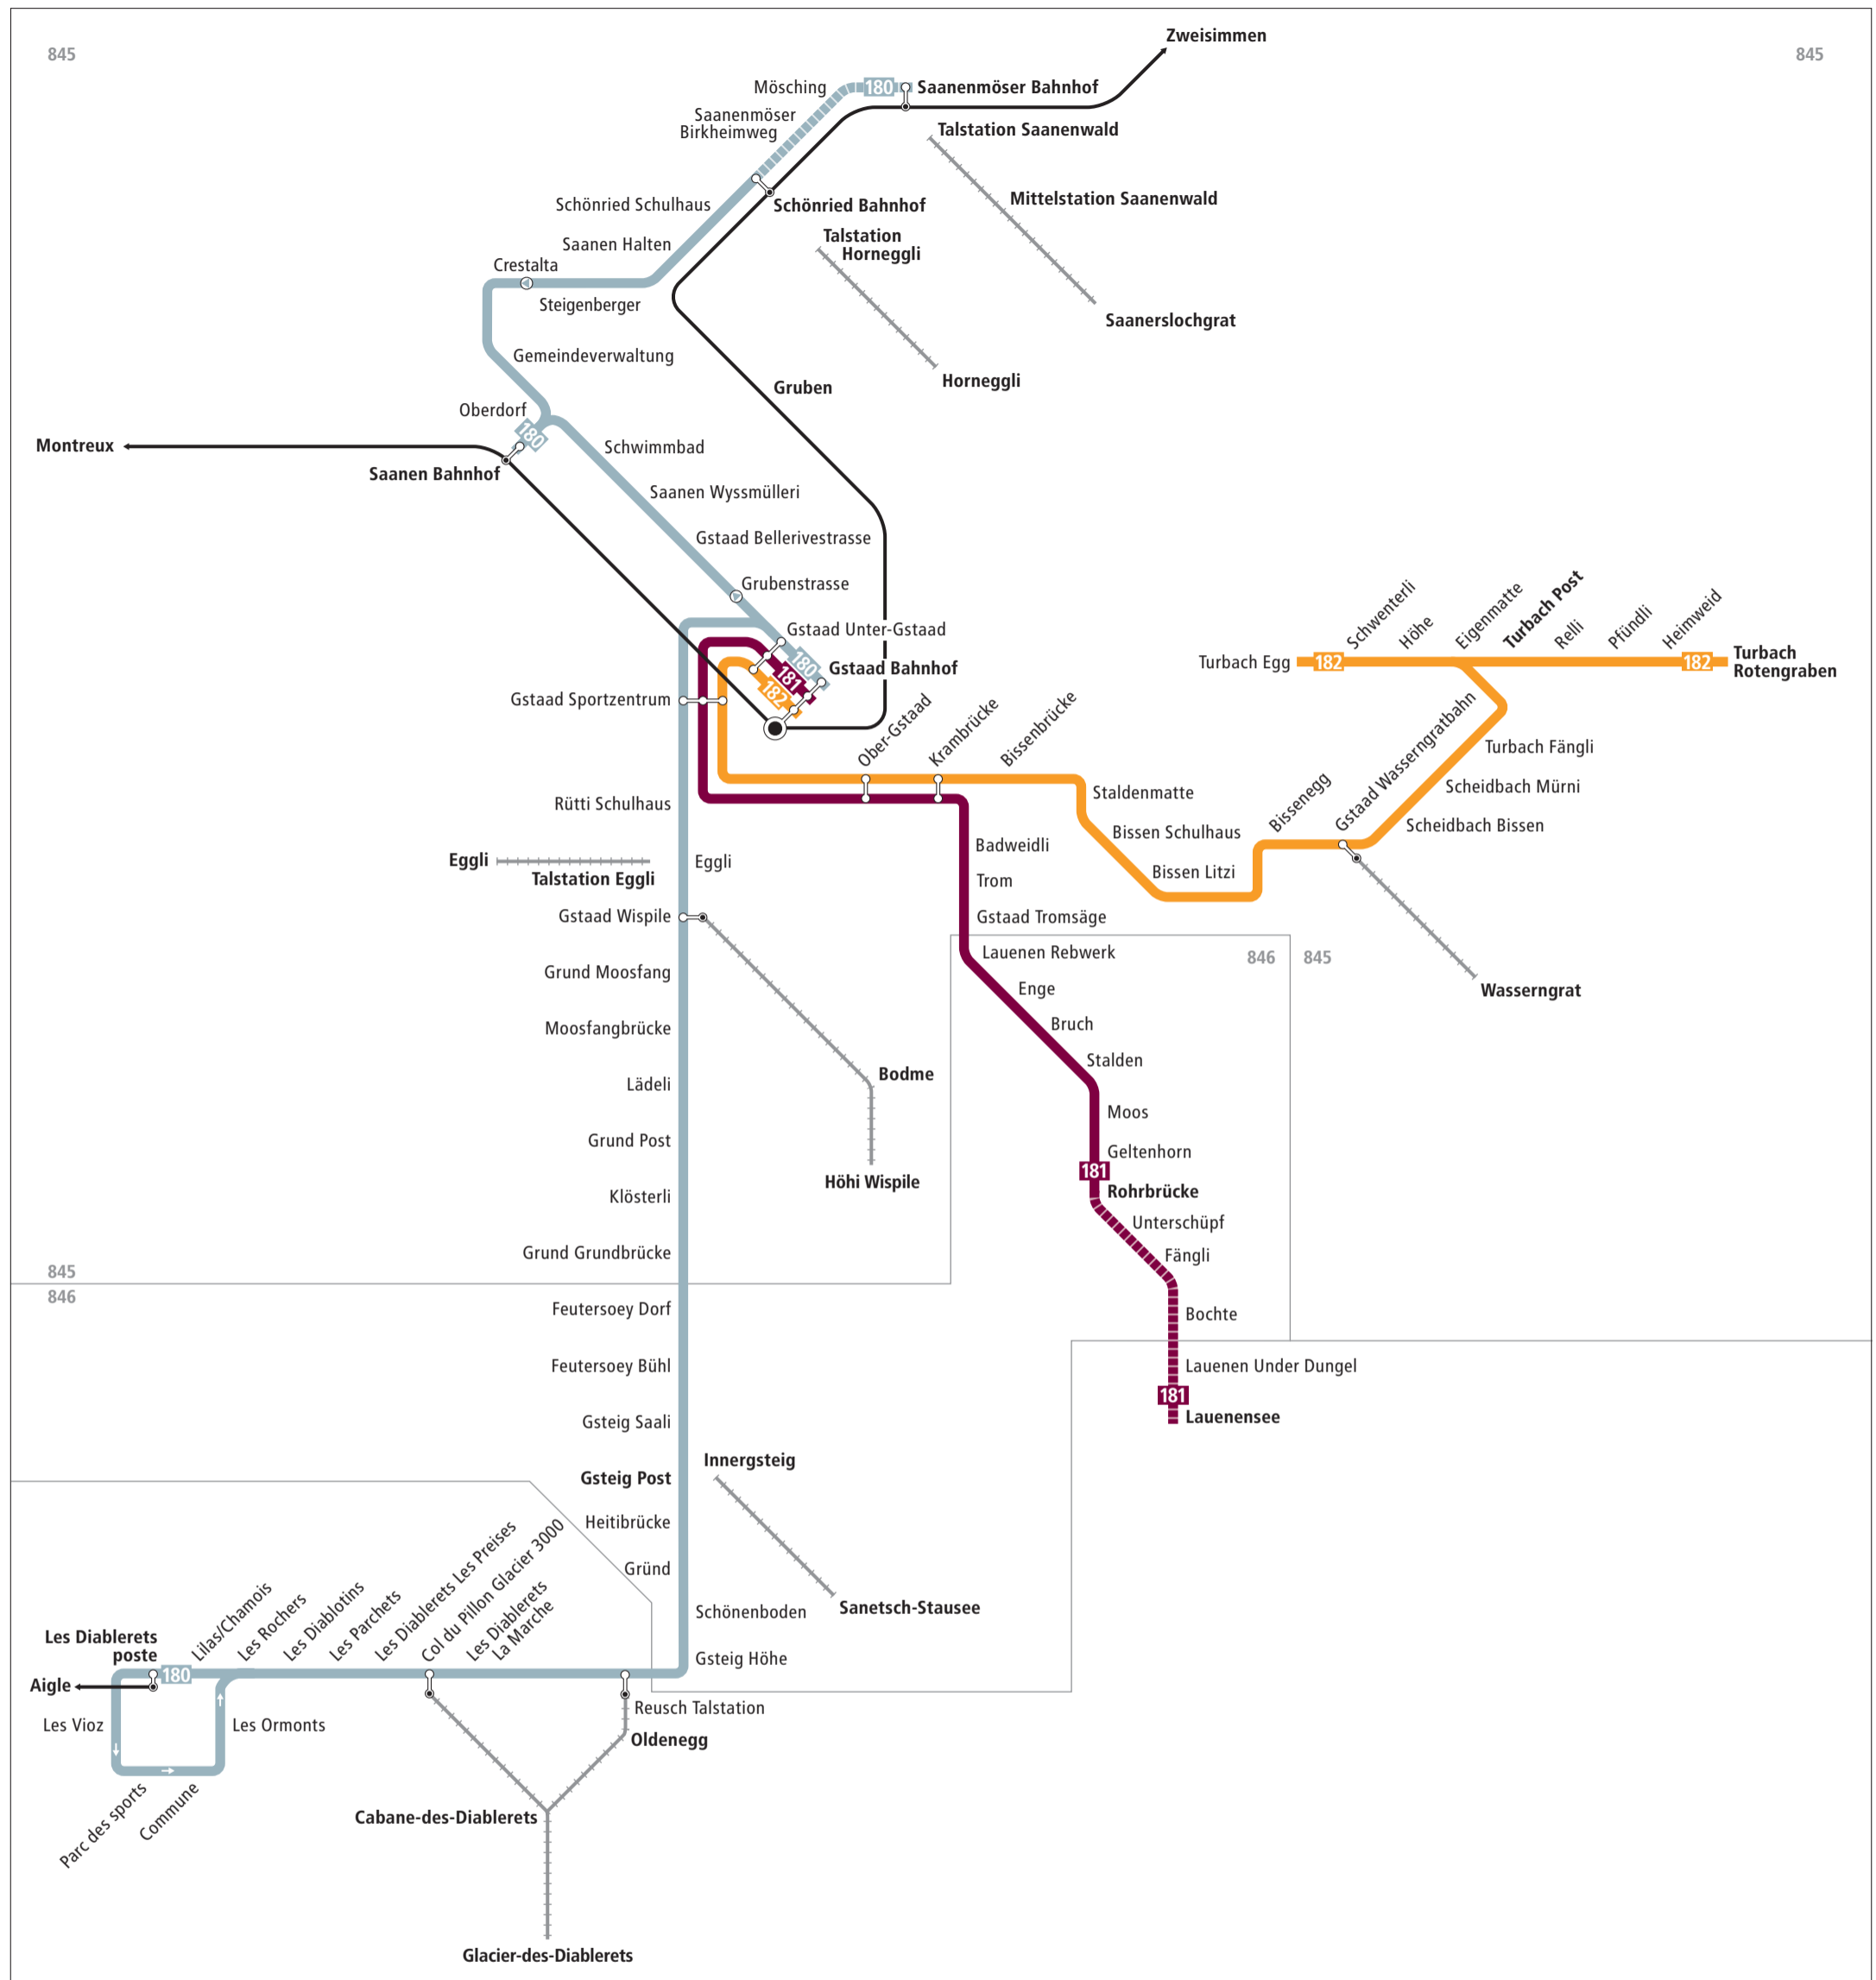 Zweisimmen
845
845
Mösching
180
Saanenmöser Bahnhof
Saanenmöser
Birkheimweg
Talstation Saanenwald
Mittelstation Saanenwald
Schönried Schulhaus
Schönried Bahnhof
Talstation
Horneggli
Saanen Halten
Crestalta
Steigenberger
Saanerslochgrat
Gemeindeverwaltung
Horneggli
Gruben
Oberdorf
180
Montreux
Schwimmbad
Saanen Bahnhof
Saanen Wyssmülleri
Gstaad Bellerivestrasse
Grubenstrasse
Gstaad Unter-Gstaad
180
Gstaad Bahnhof
181
182
Gstaad Sportzentrum
Schwenterli
Höhe
Eigenmatte
Turbach Post
Relli
Pfündli
Heimweid
Turbach Egg
182
182
Turbach
Rotengraben
Ober-Gstaad
Krambrücke
Bissenbrücke
Gstaad Wasserngratbahn
Turbach Fängli
Scheidbach Mürni
Scheidbach Bissen
Staldenmatte
Bissen Schulhaus
Bissen Litzi
Bissenegg
Rütti Schulhaus
Badweidli
Eggli
Talstation Eggli
Eggli
Trom
Gstaad Wispile
Gstaad Tromsäge
Lauenen Rebwerk
846
845
Grund Moosfang
Enge
Wasserngrat
Moosfangbrücke
Bruch
Stalden
Bodme
Lädeli
Moos
Grund Post
Geltenhorn
181
Höhi Wispile
Rohrbrücke
Klösterli
Unterschüpf
Grund Grundbrücke
Fängli
845
846
Feutersoey Dorf
Bochte
Feutersoey Bühl
Lauenen Under Dungel
181
Gsteig Saali
Lauenensee
Innergsteig
Gsteig Post
Heitibrücke
Gründ
Schönenboden
Sanetsch-Stausee
Gsteig Höhe
Les Diablerets
poste
Lilas/Chamois
Les Rochers
Les Diablotins
Les Parchets
Les Diablerets Les Preises
Col du Pillon Glacier 3000
Les Diablerets
La Marche
180
Aigle
Reusch Talstation
Les Vioz
Les Ormonts
Oldenegg
Parc des sports
Commune
Cabane-des-Diablerets
Glacier-des-Diablerets